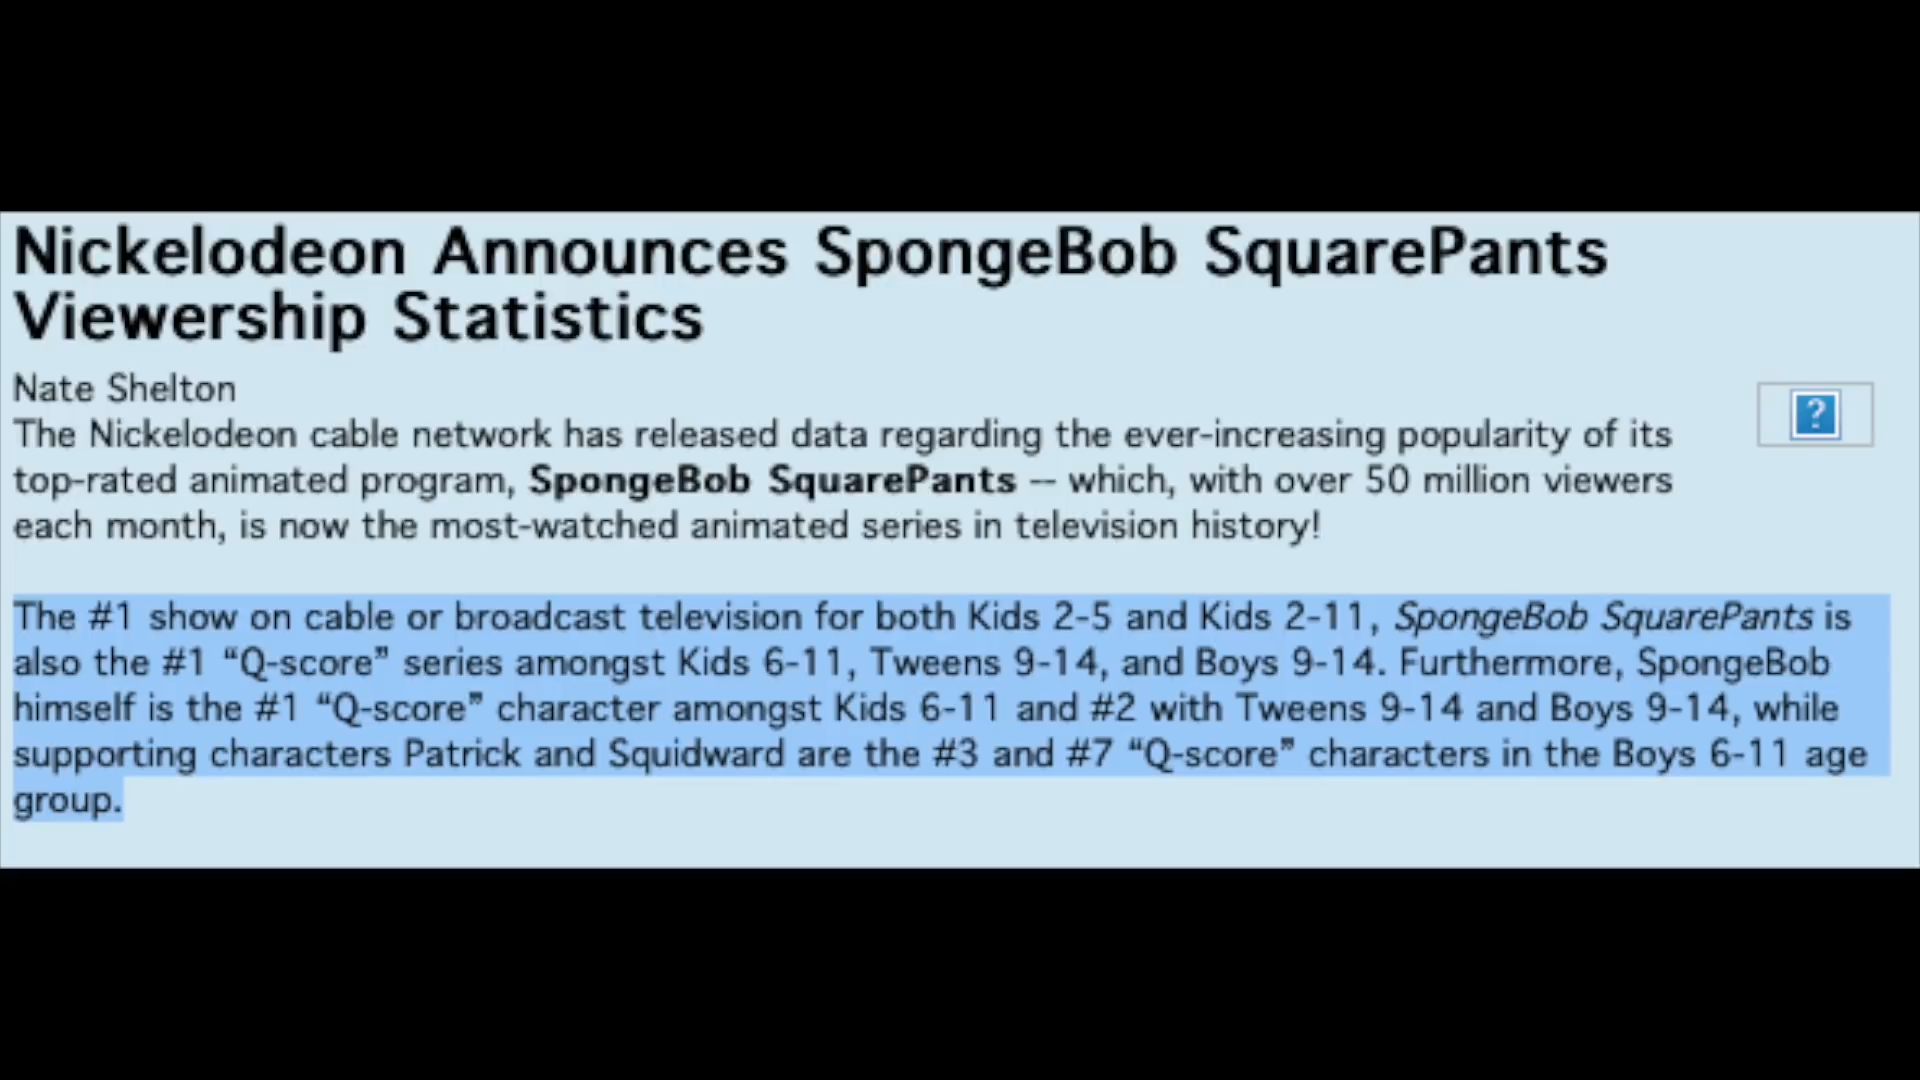 Nickelodeon Announces SpongeBob SquarePants
Viewership Statistics
Nate Shelton
The Nickelodeon cable network has released data regarding the ever-increasing popularity of its
top-rated animated program, SpongeBob SquarePants -- which, with over 50 million viewers
each month, is now the most-watched animated series in television history!
The #1 show on cable or broadcast television for both Kids 2-5 and Kids 2-11, SpongeBob SquarePants is
also the #1 “Q-score” series amongst Kids 6-11, Tweens 9-14, and Boys 9-14. Furthermore, SpongeBob
himself is the #1 “Q-score” character amongst Kids 6-11 and #2 with Tweens 9-14 and Boys 9-14, while
supporting characters Patrick and Squidward are the #3 and #7 “Q-score” characters in the Boys 6-11 age
group.